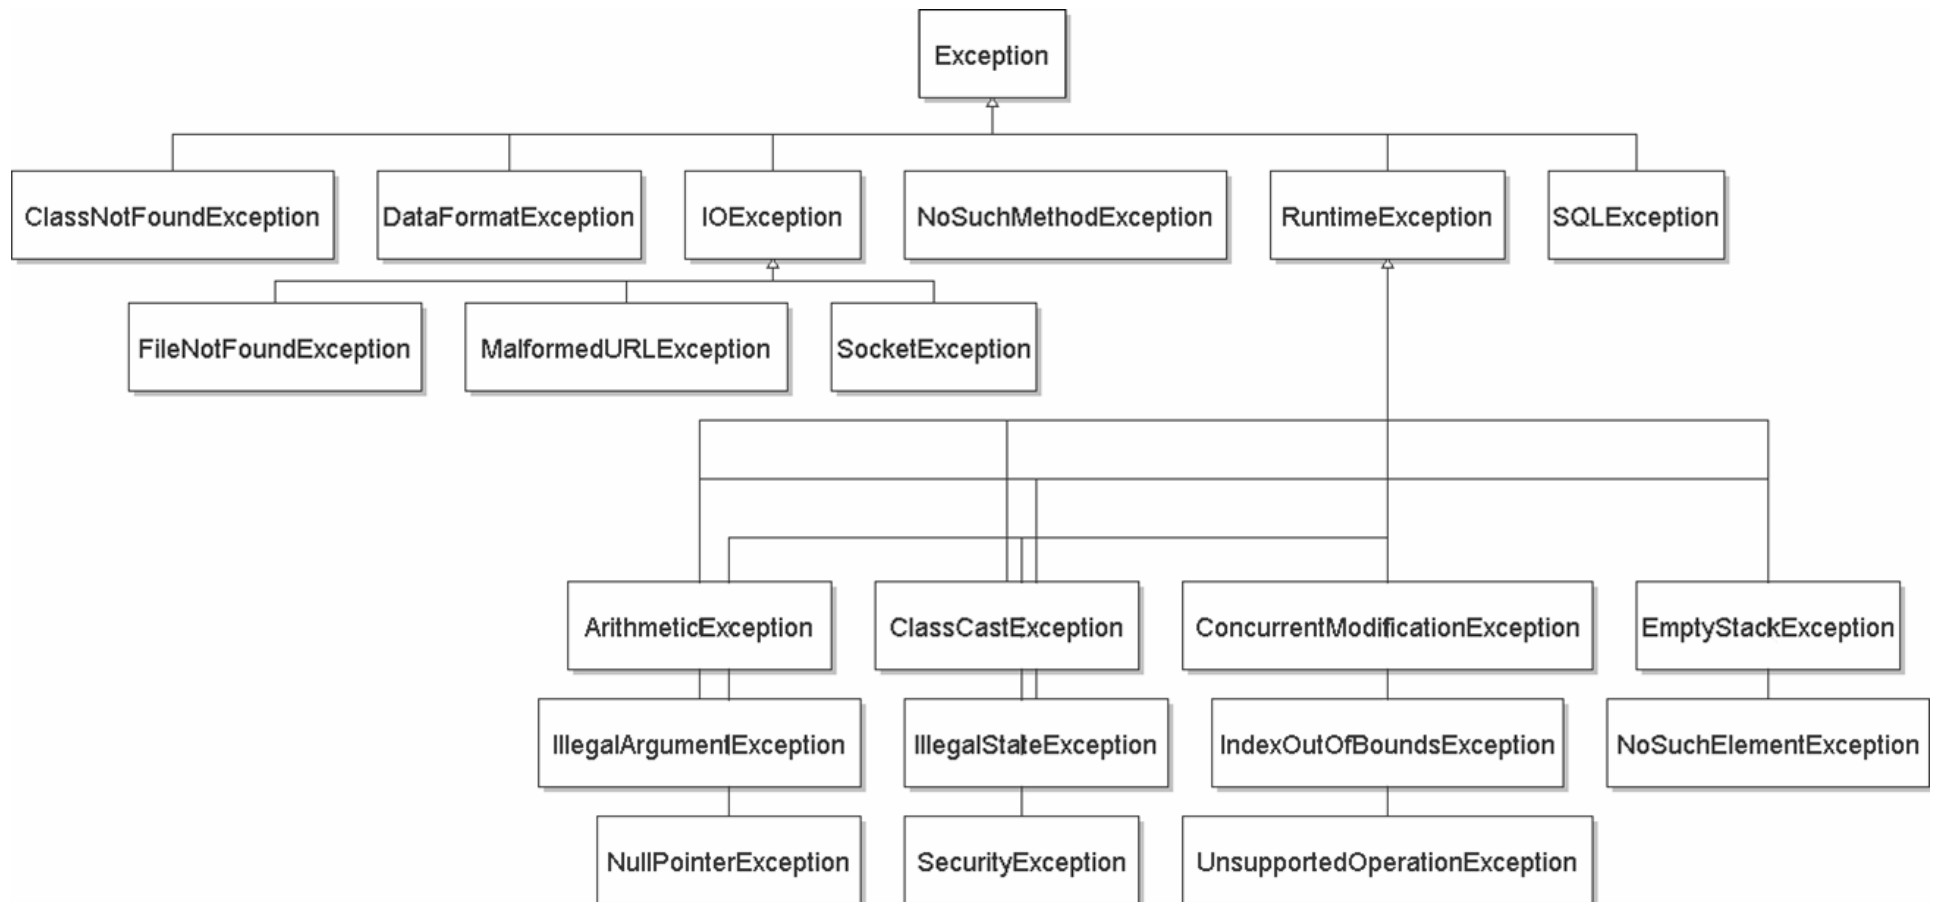 Exception
ClassNotFoundException
DataFormatException
IOException
NoSuchMethodException
RuntimeException
SQLException
FileNotFoundException
MalformedURLException
SocketException
ArithmeticException
ClassCastException
ConcurrentModificationException
EmptyStackException
IllegalArgumentException
IllegalStateException
IndexOutOfBoundsException
NoSuchElementException
NullPointerException
SecurityException
UnsupportedOperationException